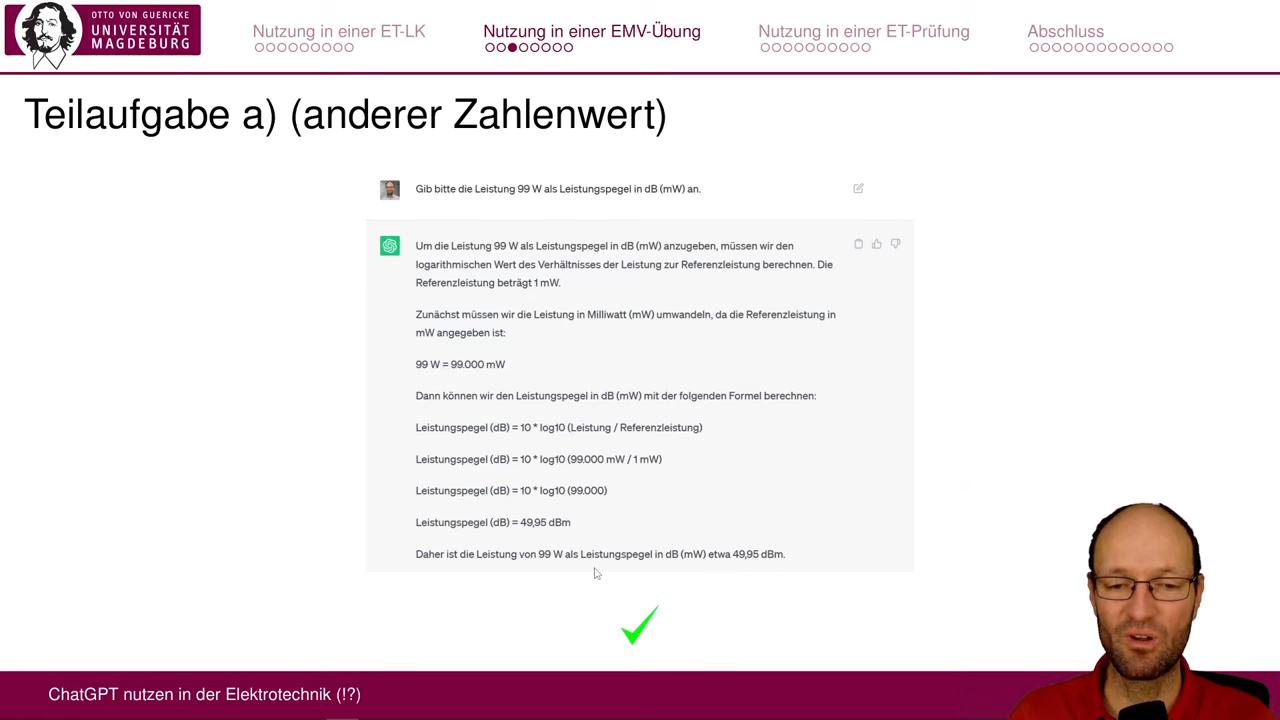 OTTO VON GUERICKE
UNIVERSITÄT
MAGDEBURG
Nutzung in einer ET-LK
Nutzung in einer EMV-Übung
Nutzung in einer ET-Prüfung
Abschluss
Teilaufgabe a) (anderer Zahlenwert)
Gib bitte die Leistung 99 W als Leistungspegel in dB (mW) an.
Um die Leistung 99 W als Leistungspegel in dB (mW) anzugeben, müssen wir den
logarithmischen Wert des Verhältnisses der Leistung zur Referenzleistung berechnen. Die
Referenzleistung beträgt 1 mW.
Zunächst müssen wir die Leistung in Milliwatt (mW) umwandeln, da die Referenzleistung in
mW angegeben ist:
99 W = 99.000 mW
Dann können wir den Leistungspegel in dB (mW) mit der folgenden Formel berechnen:
Leistungspegel (dB) = 10 * log10 (Leistung / Referenzleistung)
Leistungspegel (dB) = 10 * log10 (99.000 mW / 1 mW)
Leistungspegel (dB) = 10 * log10 (99.000)
Leistungspegel (dB) = 49,95 dBm
Daher ist die Leistung von 99 W als Leistungspegel in dB (mW) etwa 49,95 dBm.
ChatGPT nutzen in der Elektrotechnik (!?)